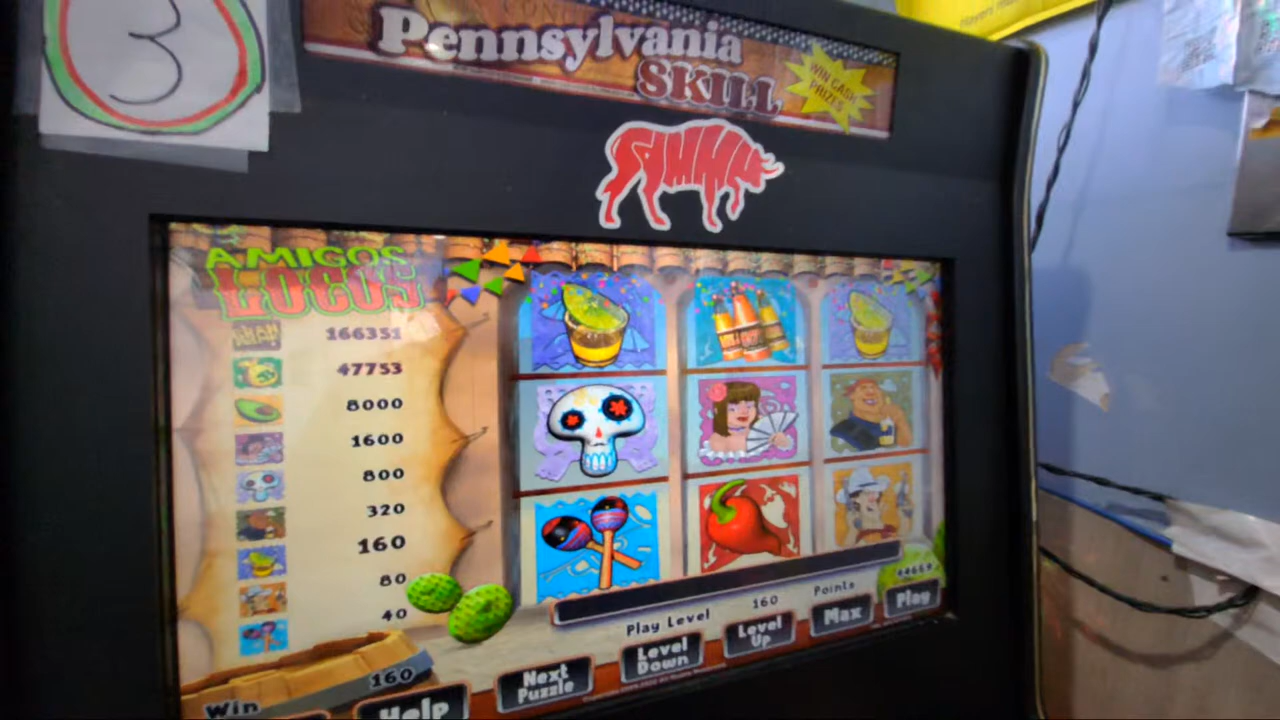 3
Pennsylvania
SKILL
WIN CASH
PRIZES
SAMMY
AMIGOS
LOCOS
166351
47753
8000
1600
800
320
160
80
40
160
Win
Help
Next
Puzzle
Play Level
160
Points
Level
Down
Level
Up
Max
Play